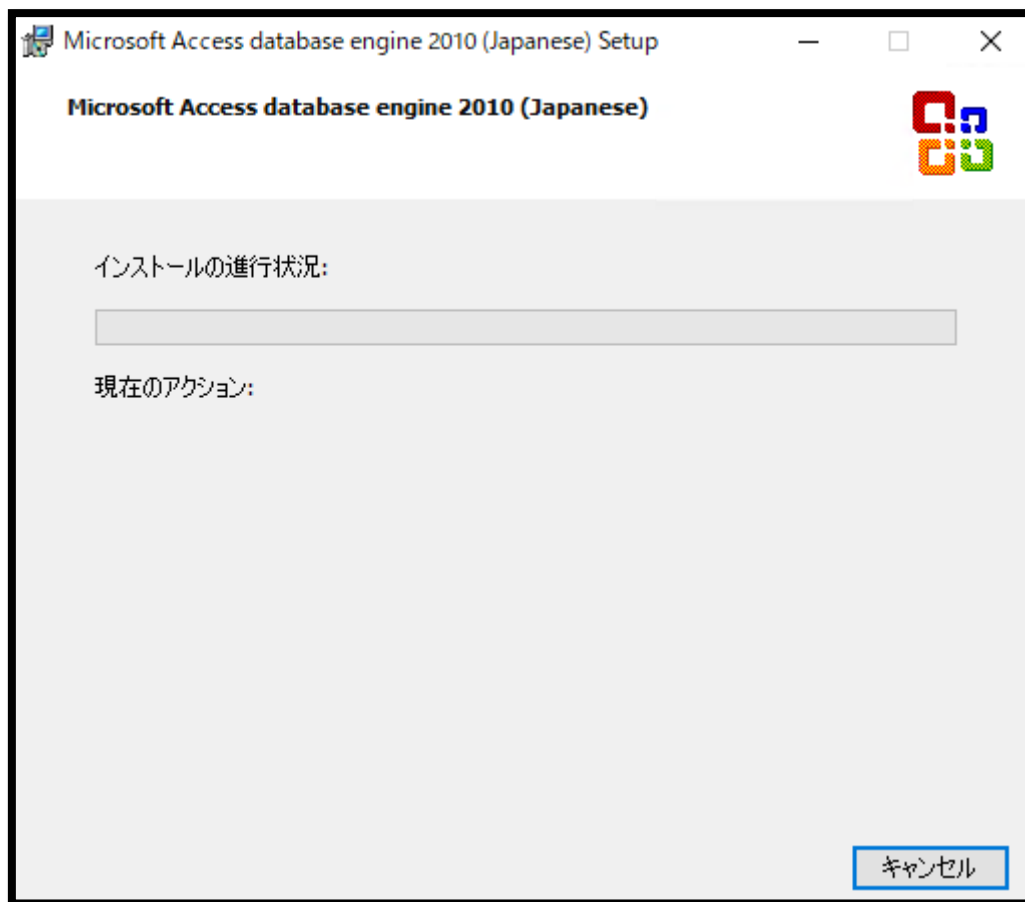 Microsoft Access database engine 2010 (Japanese) Setup
Microsoft Access database engine 2010 (Japanese)
インストールの進行状況:
現在のアクション:
キャンセル